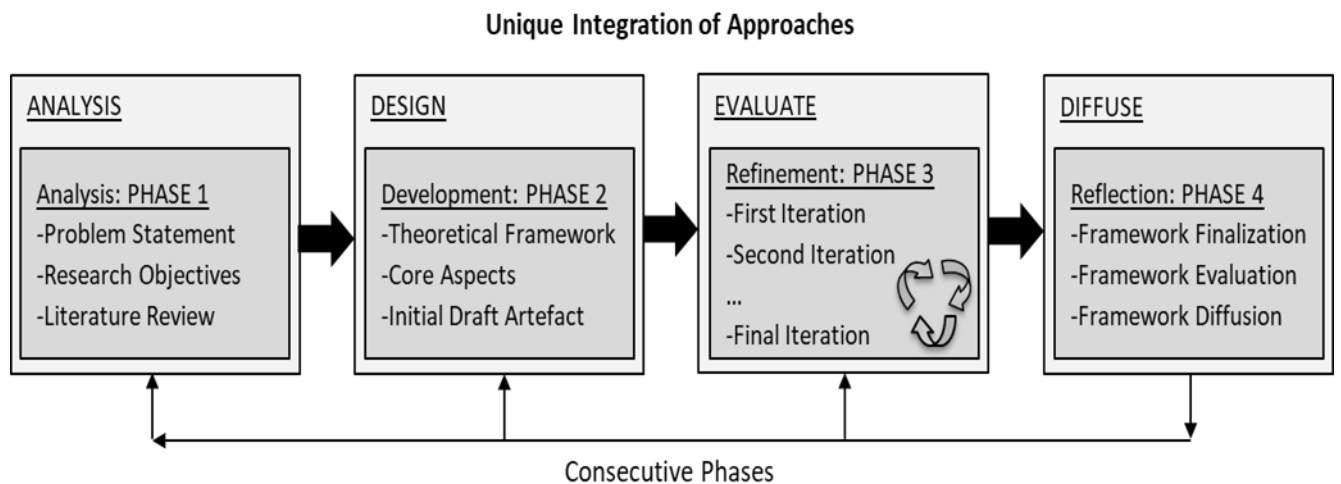 Unique Integration of Approaches
ANALYSIS
Analysis: PHASE 1
-Problem Statement
-Research Objectives
-Literature Review
DESIGN
Development: PHASE 2
-Theoretical Framework
-Core Aspects
-Initial Draft Artefact
EVALUATE
Refinement: PHASE 3
-First Iteration
-Second Iteration
...
-Final Iteration
DIFFUSE
Reflection: PHASE 4
-Framework Finalization
-Framework Evaluation
-Framework Diffusion
Consecutive Phases